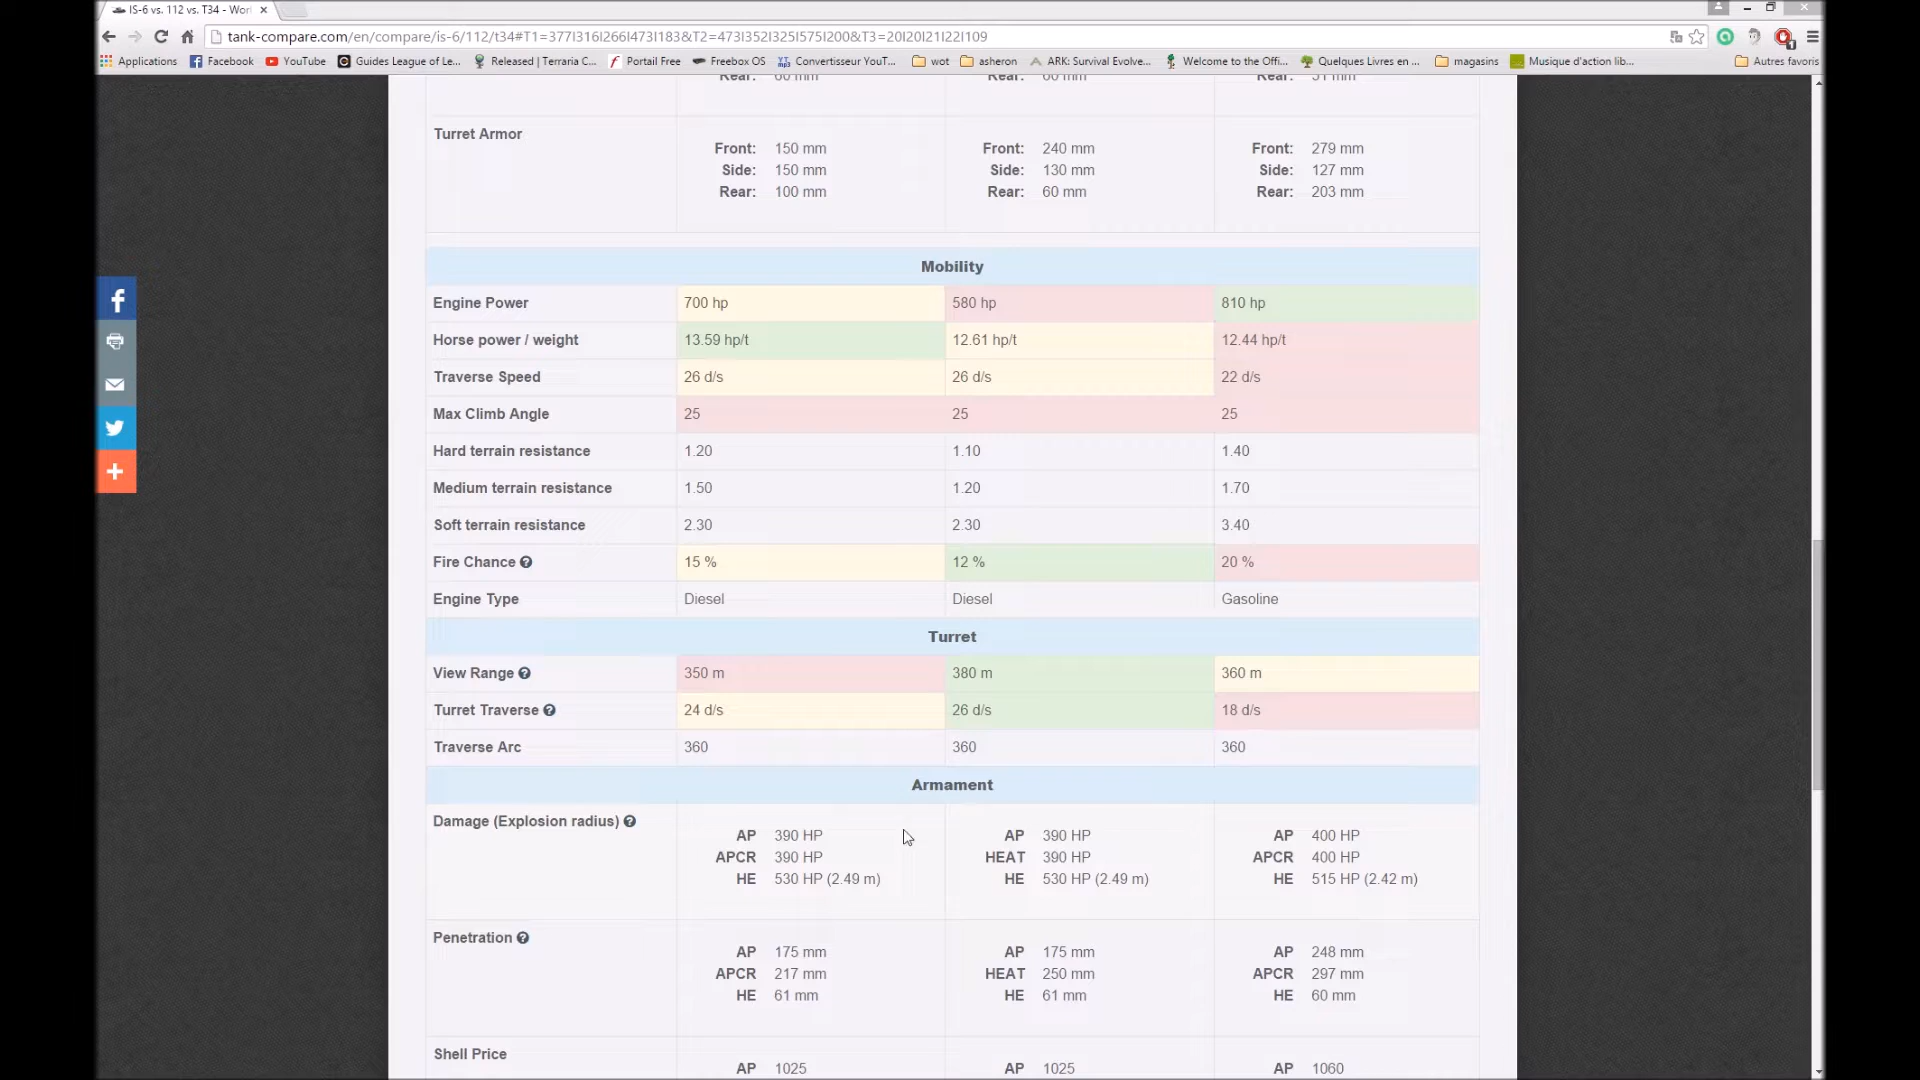 IS-6 vs. 112 vs. T34 - Worl
tank-compare.com/en/compare/is-6/112/t34#T1=377I316I266I473I183&T2=473I352I325I575I200&T3=20I20I21I22I109
Applications Facebook YouTube Guides League of Le... Released | Terraria C... Portail Free Freebox OS Convertisseur YouT... wot asheron ARK: Survival Evolve... Welcome to the Offi... Quelques Livres en ... magasins Musique d'action lib... Autres favoris
Rear: 60 mm Rear: 60 mm Rear: 51 mm
Turret Armor
Front: 150 mm Front: 240 mm Front: 279 mm
Side: 150 mm Side: 130 mm Side: 127 mm
Rear: 100 mm Rear: 60 mm Rear: 203 mm
Mobility
Engine Power 700 hp 580 hp 810 hp
Horse power / weight 13.59 hp/t 12.61 hp/t 12.44 hp/t
Traverse Speed 26 d/s 26 d/s 22 d/s
Max Climb Angle 25 25 25
Hard terrain resistance 1.20 1.10 1.40
Medium terrain resistance 1.50 1.20 1.70
Soft terrain resistance 2.30 2.30 3.40
Fire Chance 15 % 12 % 20 %
Engine Type Diesel Diesel Gasoline
Turret
View Range 350 m 380 m 360 m
Turret Traverse 24 d/s 26 d/s 18 d/s
Traverse Arc 360 360 360
Armament
Damage (Explosion radius)
AP 390 HP AP 390 HP AP 400 HP
APCR 390 HP HEAT 390 HP APCR 400 HP
HE 530 HP (2.49 m) HE 530 HP (2.49 m) HE 515 HP (2.42 m)
Penetration
AP 175 mm AP 175 mm AP 248 mm
APCR 217 mm HEAT 250 mm APCR 297 mm
HE 61 mm HE 61 mm HE 60 mm
Shell Price
AP 1025 AP 1025 AP 1060